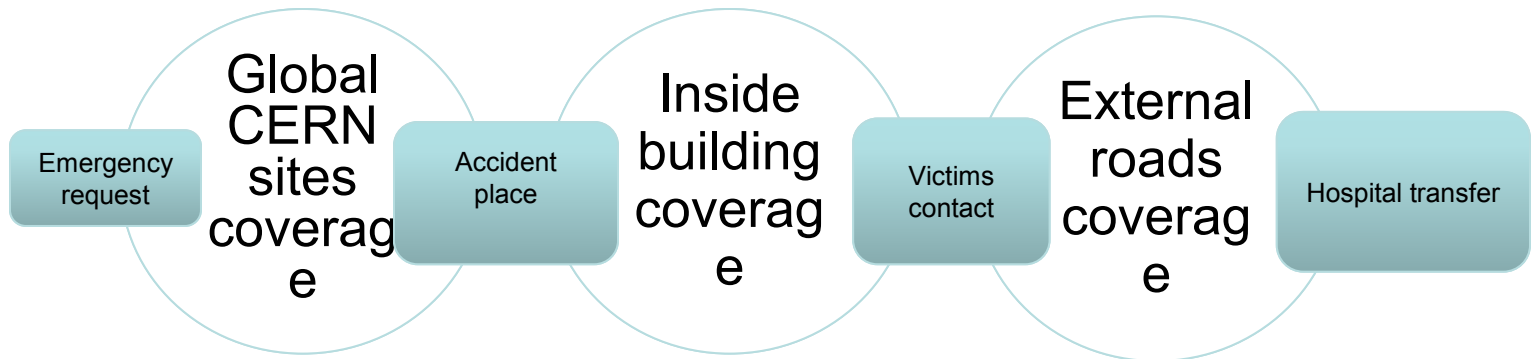 Emergency
request
Global
CERN
sites
coverag
e
Accident
place
Inside
building
coverag
e
Victims
contact
External
roads
coverag
e
Hospital transfer